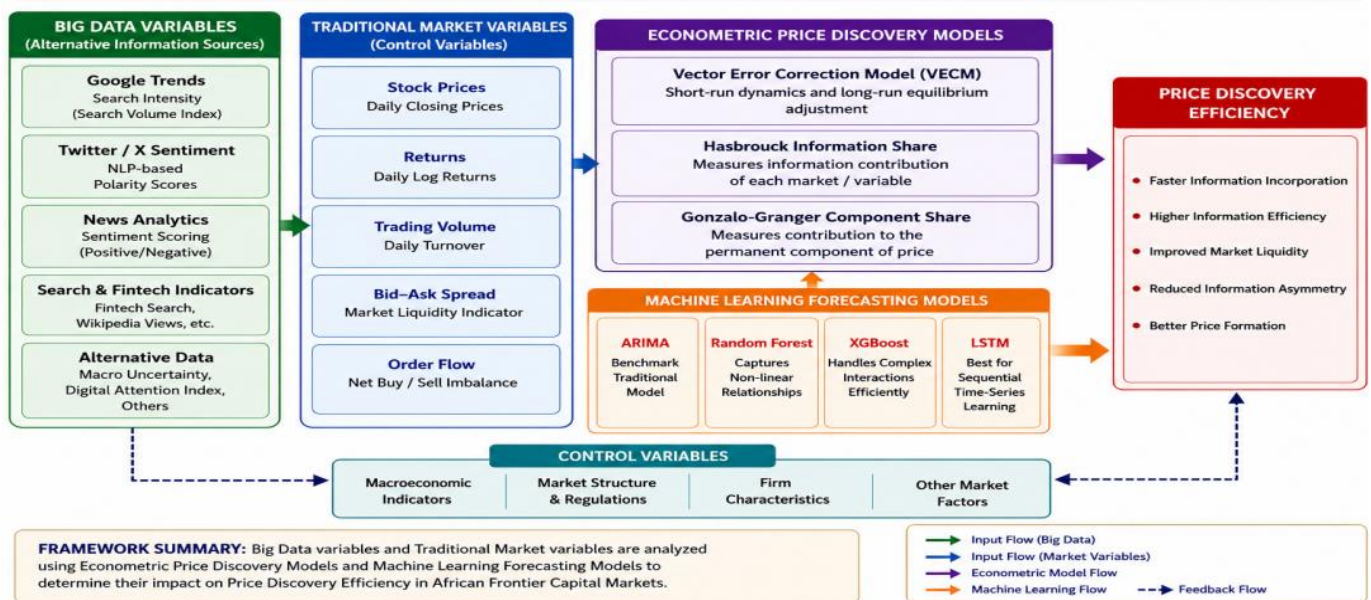 BIG DATA VARIABLES
(Alternative Information Sources)
Google Trends
Search Intensity
(Search Volume Index)
Twitter / X Sentiment
NLP-based
Polarity Scores
News Analytics
Sentiment Scoring
(Positive/Negative)
Search & Fintech Indicators
Fintech Search,
Wikipedia Views, etc.
Alternative Data
Macro Uncertainty,
Digital Attention Index,
Others
TRADITIONAL MARKET VARIABLES
(Control Variables)
Stock Prices
Daily Closing Prices
Returns
Daily Log Returns
Trading Volume
Daily Turnover
Bid–Ask Spread
Market Liquidity Indicator
Order Flow
Net Buy / Sell Imbalance
ECONOMETRIC PRICE DISCOVERY MODELS
Vector Error Correction Model (VECM)
Short-run dynamics and long-run equilibrium
adjustment
Hasbrouck Information Share
Measures information contribution
of each market / variable
Gonzalo-Granger Component Share
Measures contribution to the
permanent component of price
MACHINE LEARNING FORECASTING MODELS
ARIMA
Benchmark
Traditional
Model
Random Forest
Captures
Non-linear
Relationships
XGBoost
Handles Complex
Interactions
Efficiently
LSTM
Best for
Sequential
Time-Series
Learning
PRICE DISCOVERY
EFFICIENCY
• Faster Information Incorporation
• Higher Information Efficiency
• Improved Market Liquidity
• Reduced Information Asymmetry
• Better Price Formation
CONTROL VARIABLES
Macroeconomic
Indicators
Market Structure
& Regulations
Firm
Characteristics
Other Market
Factors
FRAMEWORK SUMMARY: Big Data variables and Traditional Market variables are analyzed
using Econometric Price Discovery Models and Machine Learning Forecasting Models to
determine their impact on Price Discovery Efficiency in African Frontier Capital Markets.
Input Flow (Big Data)
Input Flow (Market Variables)
Econometric Model Flow
Machine Learning Flow
Feedback Flow